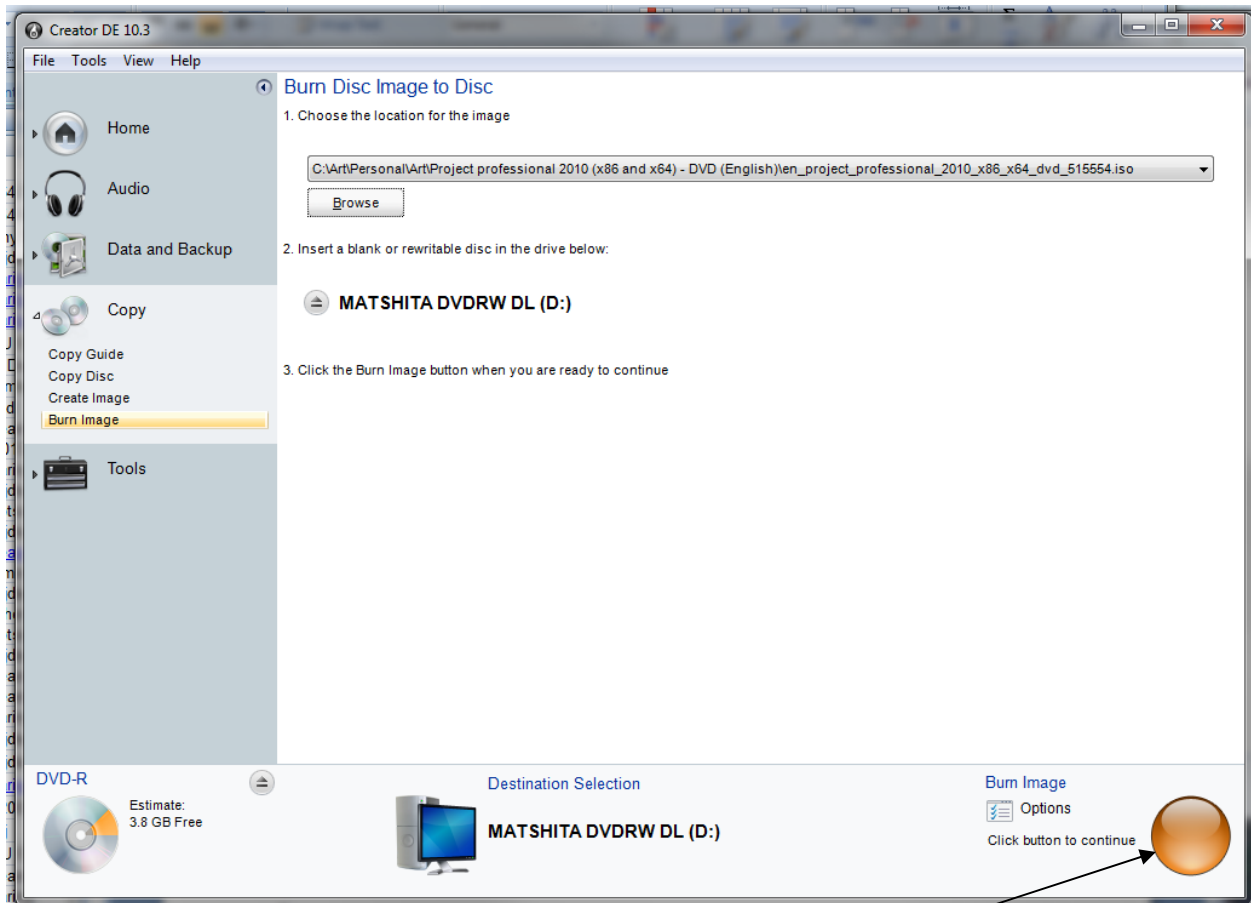 Creator DE 10.3
File Tools View Help
Home
Audio
Data and Backup
Copy
Copy Guide
Copy Disc
Create Image
Burn Image
Tools
Burn Disc Image to Disc
1. Choose the location for the image
C:\Art\Personal\Art\Project professional 2010 (x86 and x64) - DVD (English)\en_project_professional_2010_x86_x64_dvd_515554.iso
Browse
2. Insert a blank or rewritable disc in the drive below:
MATSHITA DVDRW DL (D:)
3. Click the Burn Image button when you are ready to continue
DVD-R
Estimate:
3.8 GB Free
Destination Selection
MATSHITA DVDRW DL (D:)
Burn Image
Options
Click button to continue